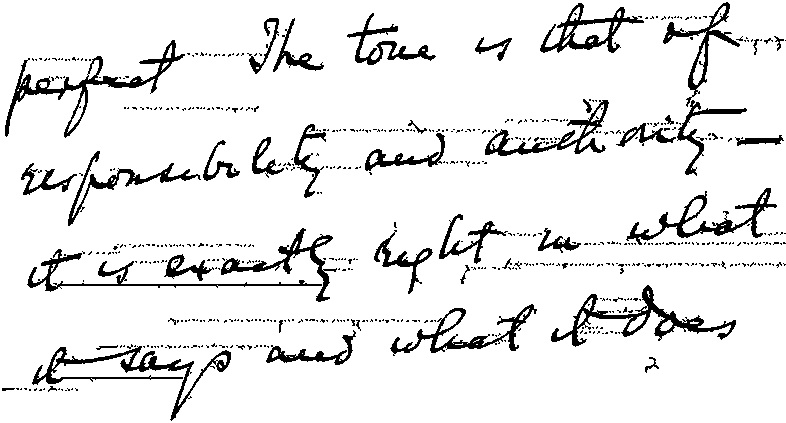 perfect The tone is that of
responsibility and authority —
it is exactly right in what
it says and what it does